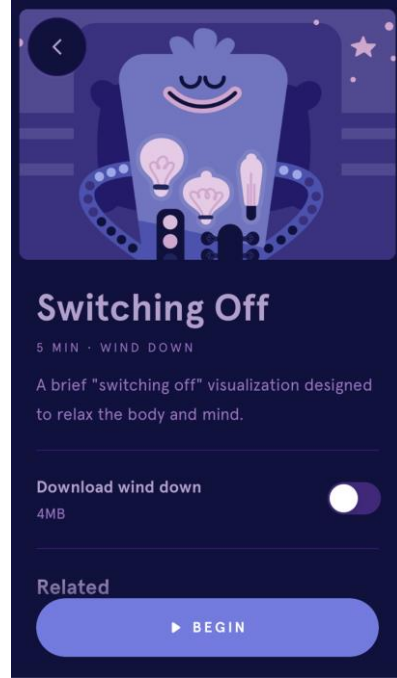 Switching Off
5 MIN · WIND DOWN
A brief "switching off" visualization designed
to relax the body and mind.
Download wind down
4MB
Related
BEGIN